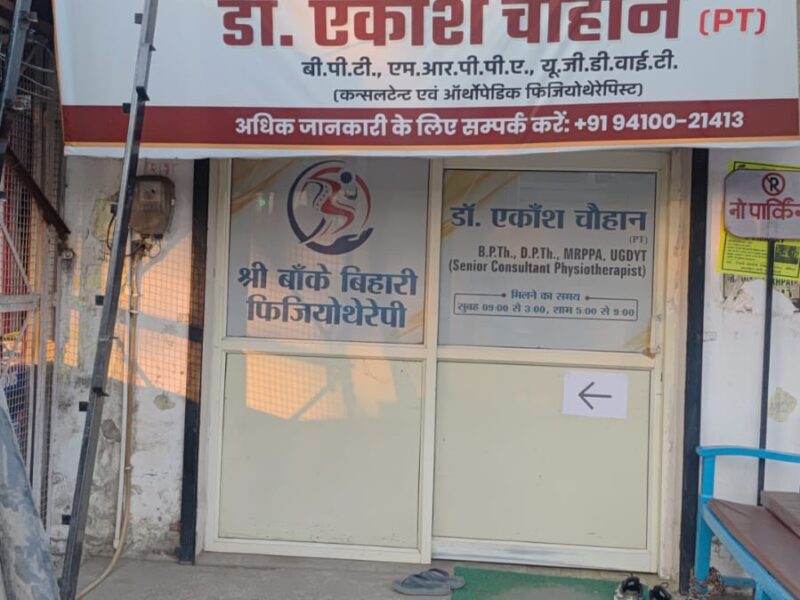 डॉ. एकाँश चौहान (PT)
बी.पी.टी., एम.आर.पी.पी.ए., यू.जी.डी.वाई.टी.
(कन्सलटेन्ट एवं ऑर्थोपेडिक फिजियोथेरेपिस्ट)
अधिक जानकारी के लिए सम्पर्क करें: +91 94100-21413
श्री बाँके बिहारी
फिजियोथेरेपी
डॉ. एकाँश चौहान
(PT)
B.P.Th., D.P.Th., MRPPA, UGDYT
(Senior Consultant Physiotherapist)
मिलने का समय
सुबह 09:00 से 3:00, शाम 5:00 से 9:00
नो पार्किंग